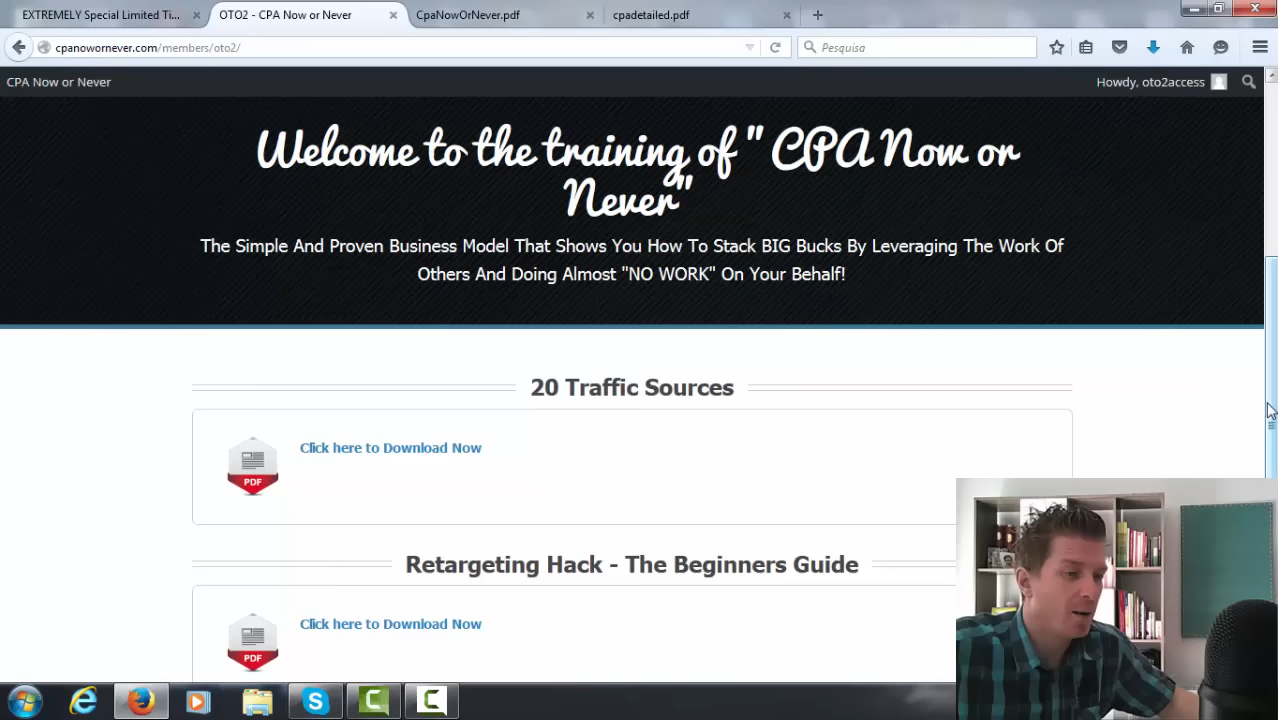 EXTREMELY Special Limited Ti...
OTO2 - CPA Now or Never
CpaNowOrNever.pdf
cpadetailed.pdf
cpanowornever.com/members/oto2/
Pesquisa
CPA Now or Never
Howdy, oto2access
Welcome to the training of " CPA Now or
Never"
The Simple And Proven Business Model That Shows You How To Stack BIG Bucks By Leveraging The Work Of
Others And Doing Almost "NO WORK" On Your Behalf!
20 Traffic Sources
Click here to Download Now
PDF
Retargeting Hack - The Beginners Guide
Click here to Download Now
PDF